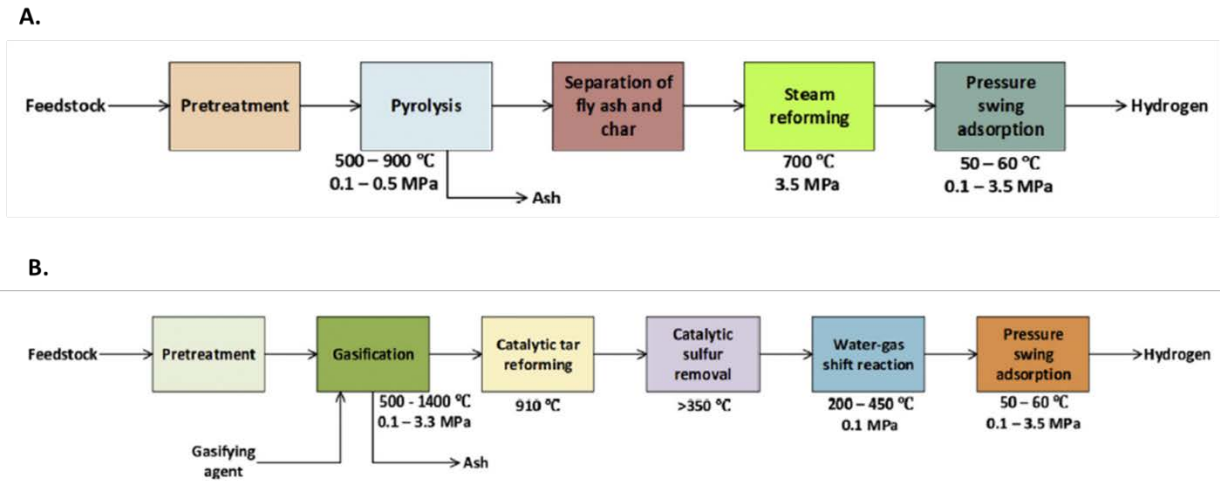 A.
Feedstock
Pretreatment
Pyrolysis
500 – 900 °C
0.1 – 0.5 MPa
Ash
Separation of
fly ash and
char
Steam
reforming
700 °C
3.5 MPa
Pressure
swing
adsorption
50 – 60 °C
0.1 – 3.5 MPa
Hydrogen
B.
Feedstock
Pretreatment
Gasification
500 - 1400 °C
0.1 – 3.3 MPa
Gasifying
agent
Ash
Catalytic tar
reforming
910 °C
Catalytic
sulfur
removal
>350 °C
Water-gas
shift reaction
200 – 450 °C
0.1 MPa
Pressure
swing
adsorption
50 – 60 °C
0.1 – 3.5 MPa
Hydrogen